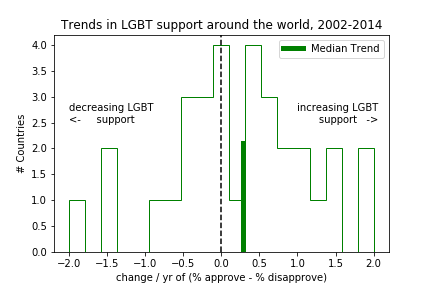 Trends in LGBT support around the world, 2002-2014
Median Trend
decreasing LGBT
<-     support
increasing LGBT
support   ->
# Countries
4.0
3.5
3.0
2.5
2.0
1.5
1.0
0.5
0.0
−2.0 −1.5 −1.0 −0.5 0.0 0.5 1.0 1.5 2.0
change / yr of (% approve - % disapprove)